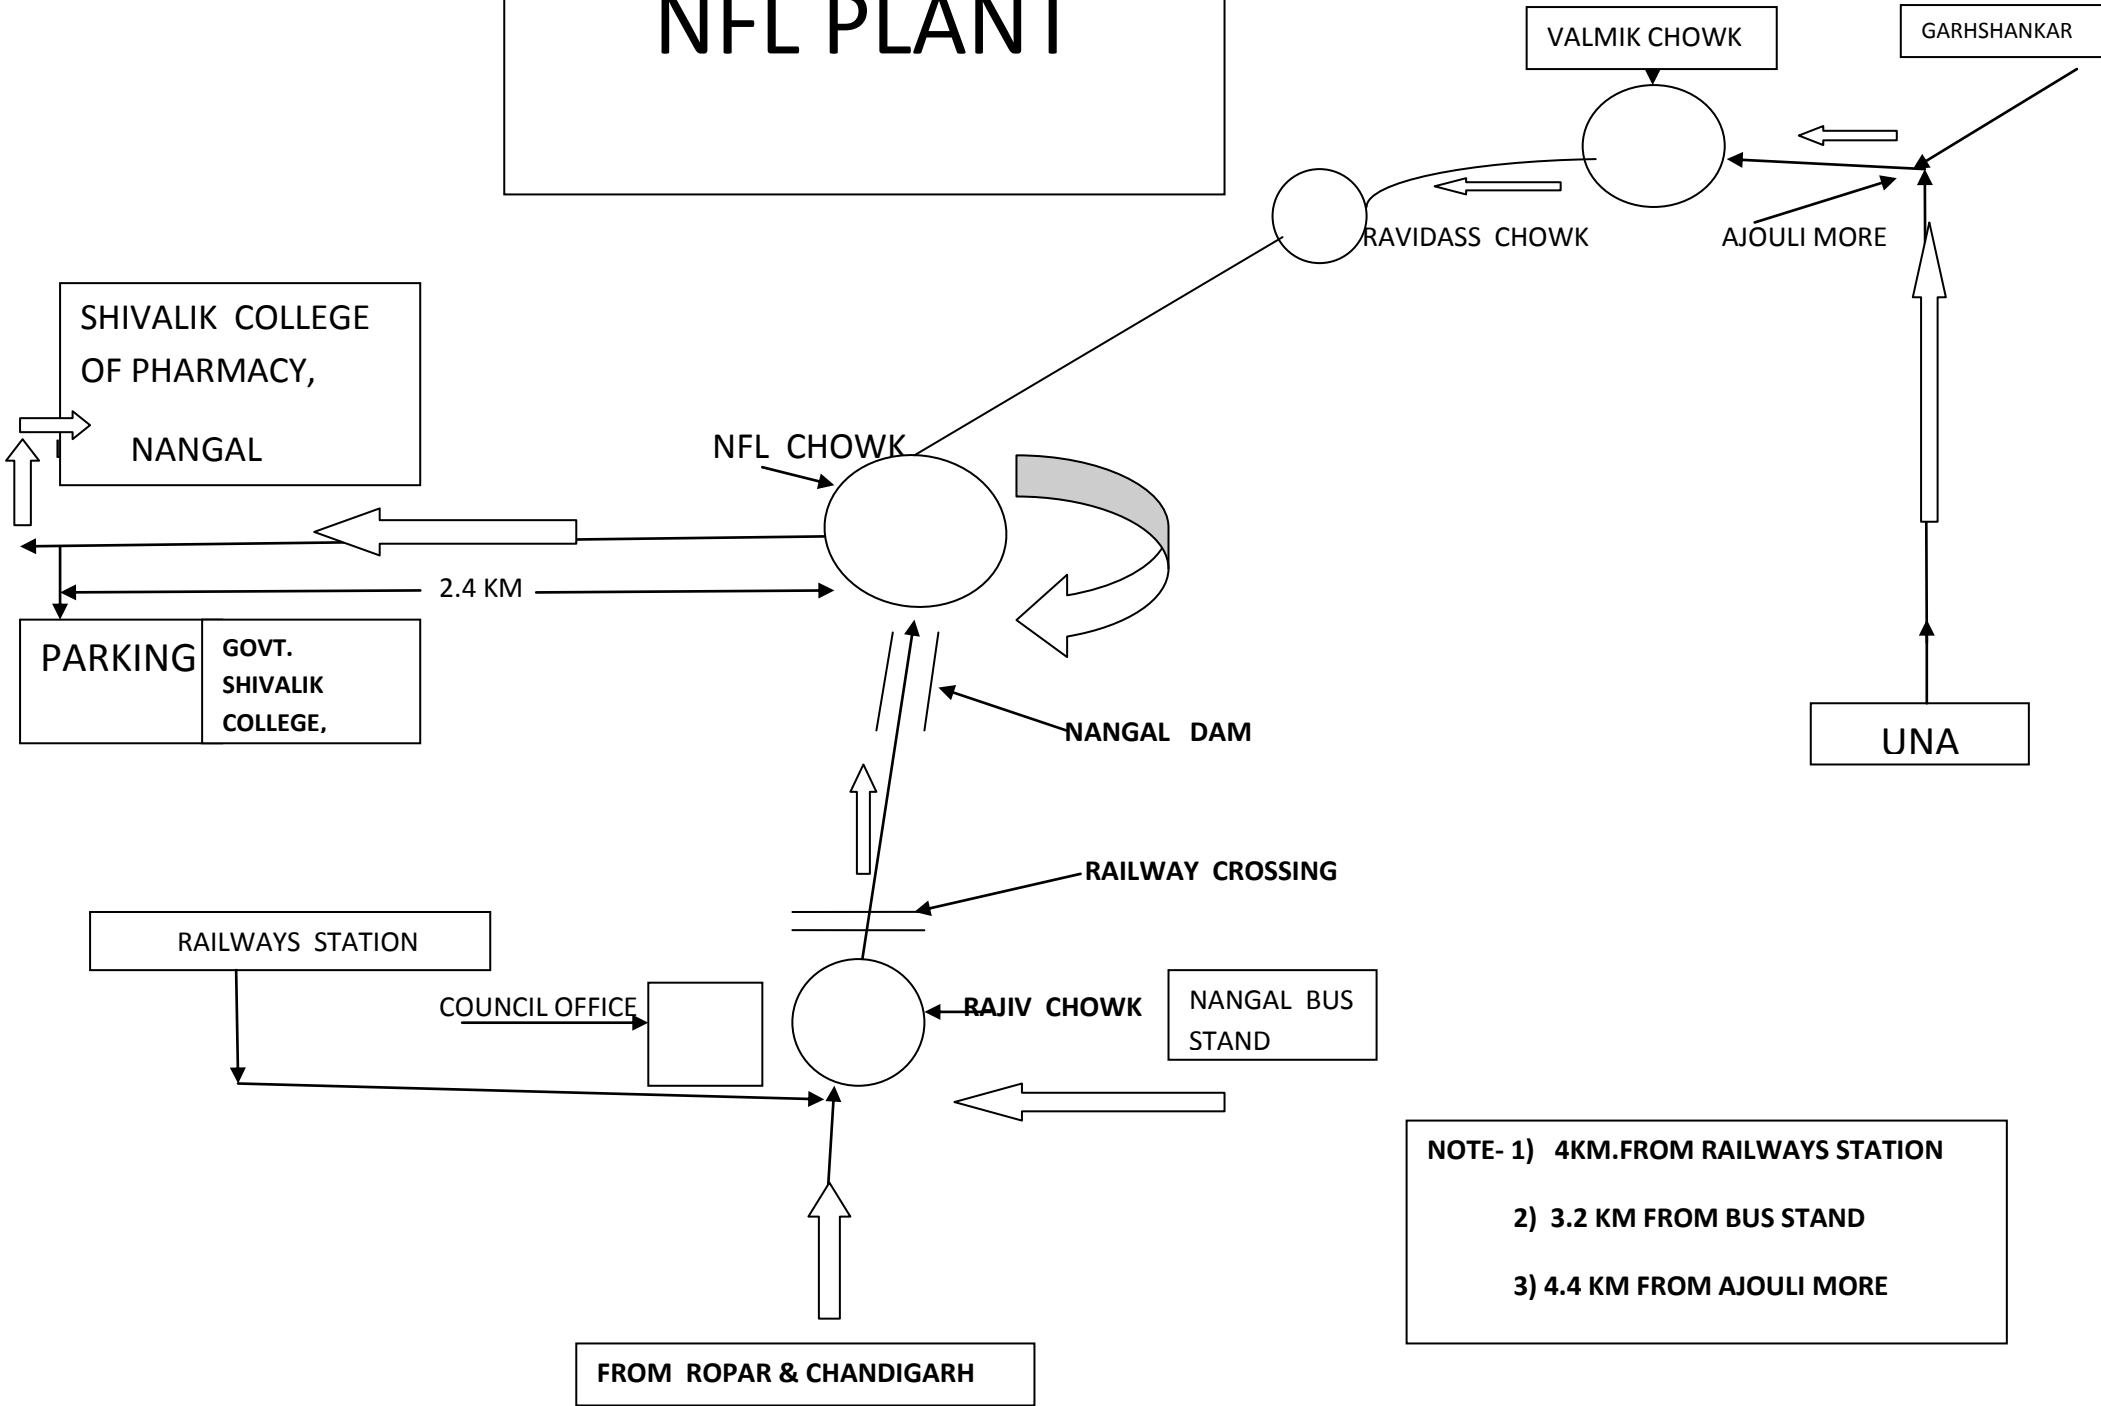 NFL PLANT
VALMIK CHOWK
GARHSHANKAR
RAVIDASS CHOWK
AJOULI MORE
SHIVALIK COLLEGE
OF PHARMACY,
NANGAL
NFL CHOWK
2.4 KM
PARKING
GOVT.
SHIVALIK
COLLEGE,
NANGAL DAM
UNA
RAILWAY CROSSING
RAILWAYS STATION
COUNCIL OFFICE
RAJIV CHOWK
NANGAL BUS
STAND
NOTE- 1) 4KM.FROM RAILWAYS STATION
2) 3.2 KM FROM BUS STAND
3) 4.4 KM FROM AJOULI MORE
FROM ROPAR & CHANDIGARH